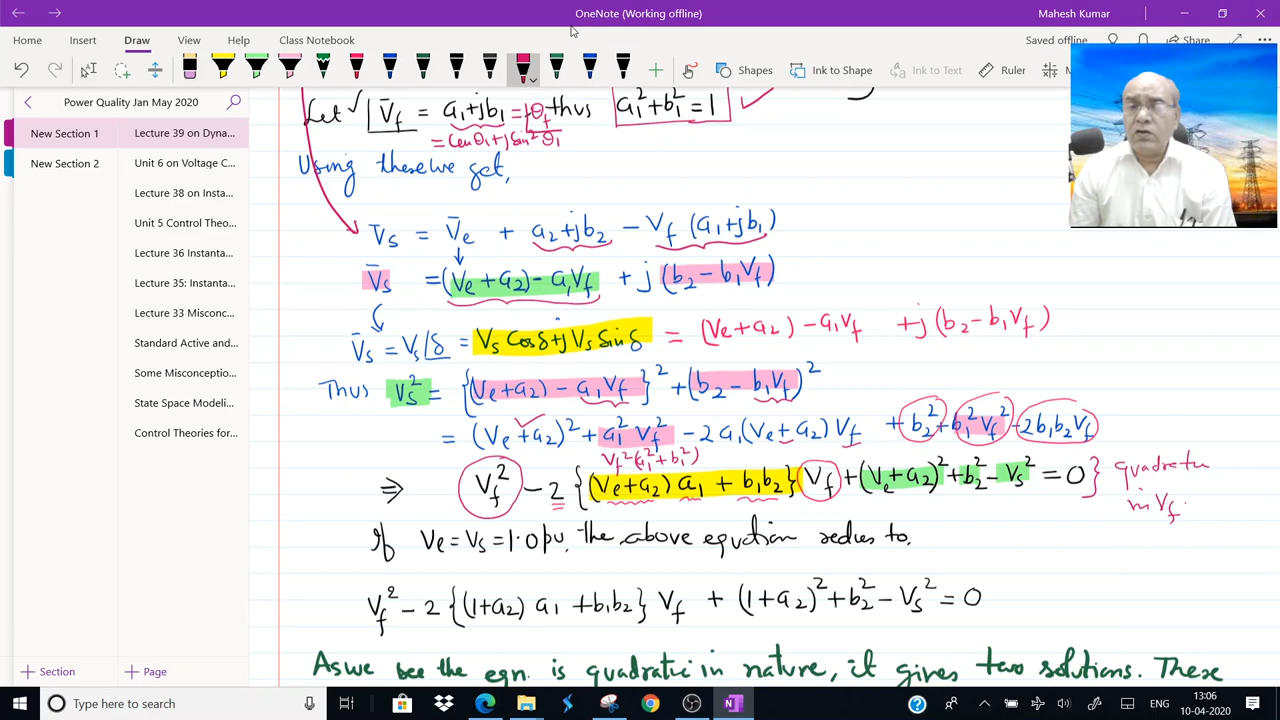 OneNote (Working offline)
Mahesh Kumar
Home Insert Draw View Help Class Notebook
Saved offline
Share
Shapes Ink to Shape Ink to Text Ruler M
Power Quality Jan May 2020
New Section 1
New Section 2
Lecture 39 on Dyna...
Unit 6 on Voltage C...
Lecture 38 on Insta...
Unit 5 Control Theo...
Lecture 36 Instanta...
Lecture 35: Instanta...
Lecture 33 Misconc...
Standard Active and...
Some Misconceptio...
State Space Modeli...
Control Theories for...
Section
Page
Let √ V̄f = a1+jb1 thus a1²+b1²=1 ✓
Using these we get,
V̄s = V̄e + a2+jb2 − Vf (a1+jb1)
V̄s = (Ve+a2) − a1Vf + j (b2−b1Vf)
V̄s = Vs∠δ = Vs Cosδ+j Vs Sinδ = (Ve+a2) − a1Vf + j(b2−b1Vf)
Thus Vs² = {(Ve+a2) − a1Vf}² + (b2−b1Vf)²
= (Ve+a2)² + a1² Vf² − 2a1(Ve+a2) Vf + b2² + b1²Vf² − 2b1b2Vf
Vf²(a1²+b1²)
⇒ Vf² − 2 {(Ve+a2) a1 + b1b2} Vf + (Ve+a2)² + b2² − Vs² = 0 }
in Vf
If Ve = Vs = 1.0 pu, The above equation redues to,
Vf² − 2 {(1+a2) a1 + b1b2} Vf + (1+a2)² + b2² − Vs² = 0
As we see the eqn. is quadratic in nature, it gives two solutions. These
Type here to search
ENG
13:06
10-04-2020